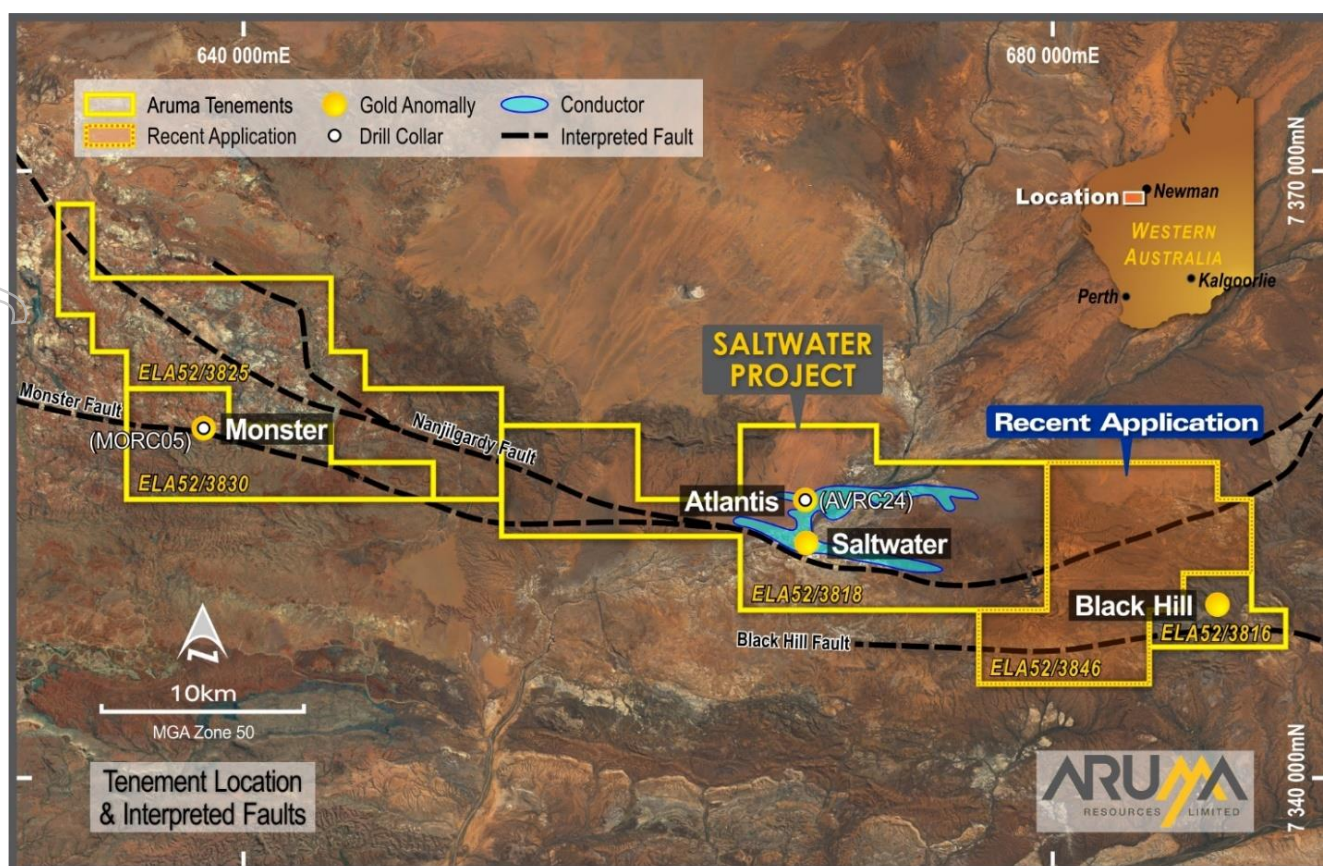 640 000mE
680 000mE
Aruma Tenements
Gold Anomally
Conductor
Recent Application
Drill Collar
Interpreted Fault
7 370 000mN
Location
Newman
WESTERN
AUSTRALIA
Kalgoorlie
Perth
SALTWATER
PROJECT
ELA52/3825
Monster Fault
(MORC05)
Monster
Nanjilgardy Fault
ELA52/3830
Recent Application
Atlantis
(AVRC24)
Saltwater
ELA52/3818
Black Hill
ELA52/3816
Black Hill Fault
ELA52/3846
10km
MGA Zone 50
Tenement Location
& Interpreted Faults
ARUMA
RESOURCES LIMITED
7 340 000mN